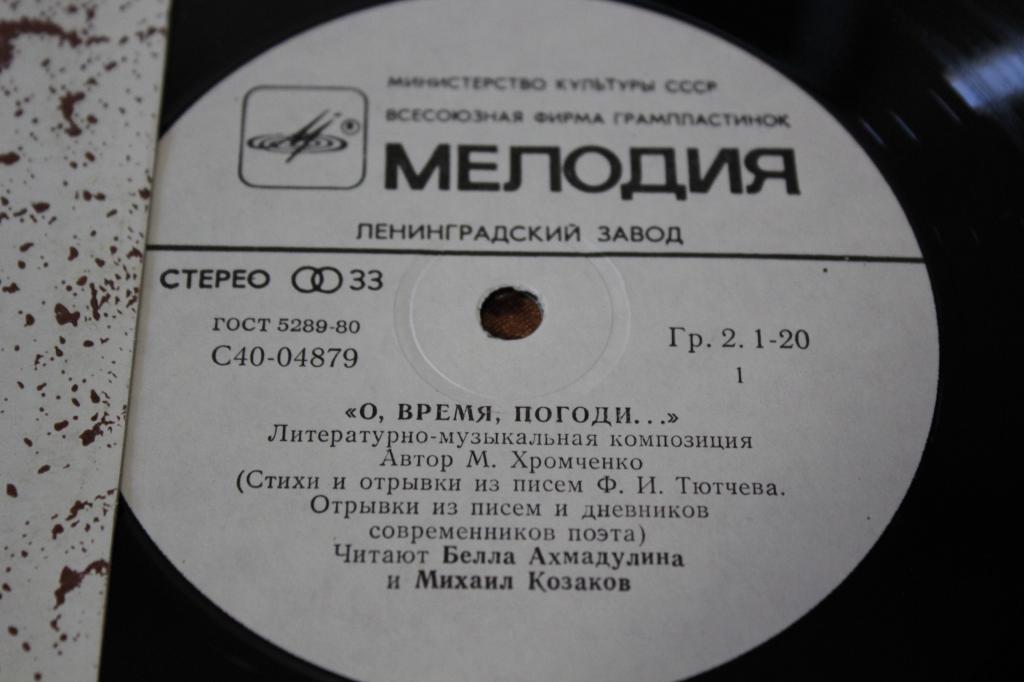 МИНИСТЕРСТВО КУЛЬТУРЫ СССР
ВСЕСОЮЗНАЯ ФИРМА ГРАМПЛАСТИНОК
®
МЕЛОДИЯ
ЛЕНИНГРАДСКИЙ ЗАВОД
СТЕРЕО 33
ГОСТ 5289-80
С40-04879
Гр. 2. 1-20
1
«О, ВРЕМЯ, ПОГОДИ...»
Литературно-музыкальная композиция
Автор М. Хромченко
(Стихи и отрывки из писем Ф. И. Тютчева.
Отрывки из писем и дневников
современников поэта)
Читают Белла Ахмадулина
и Михаил Козаков